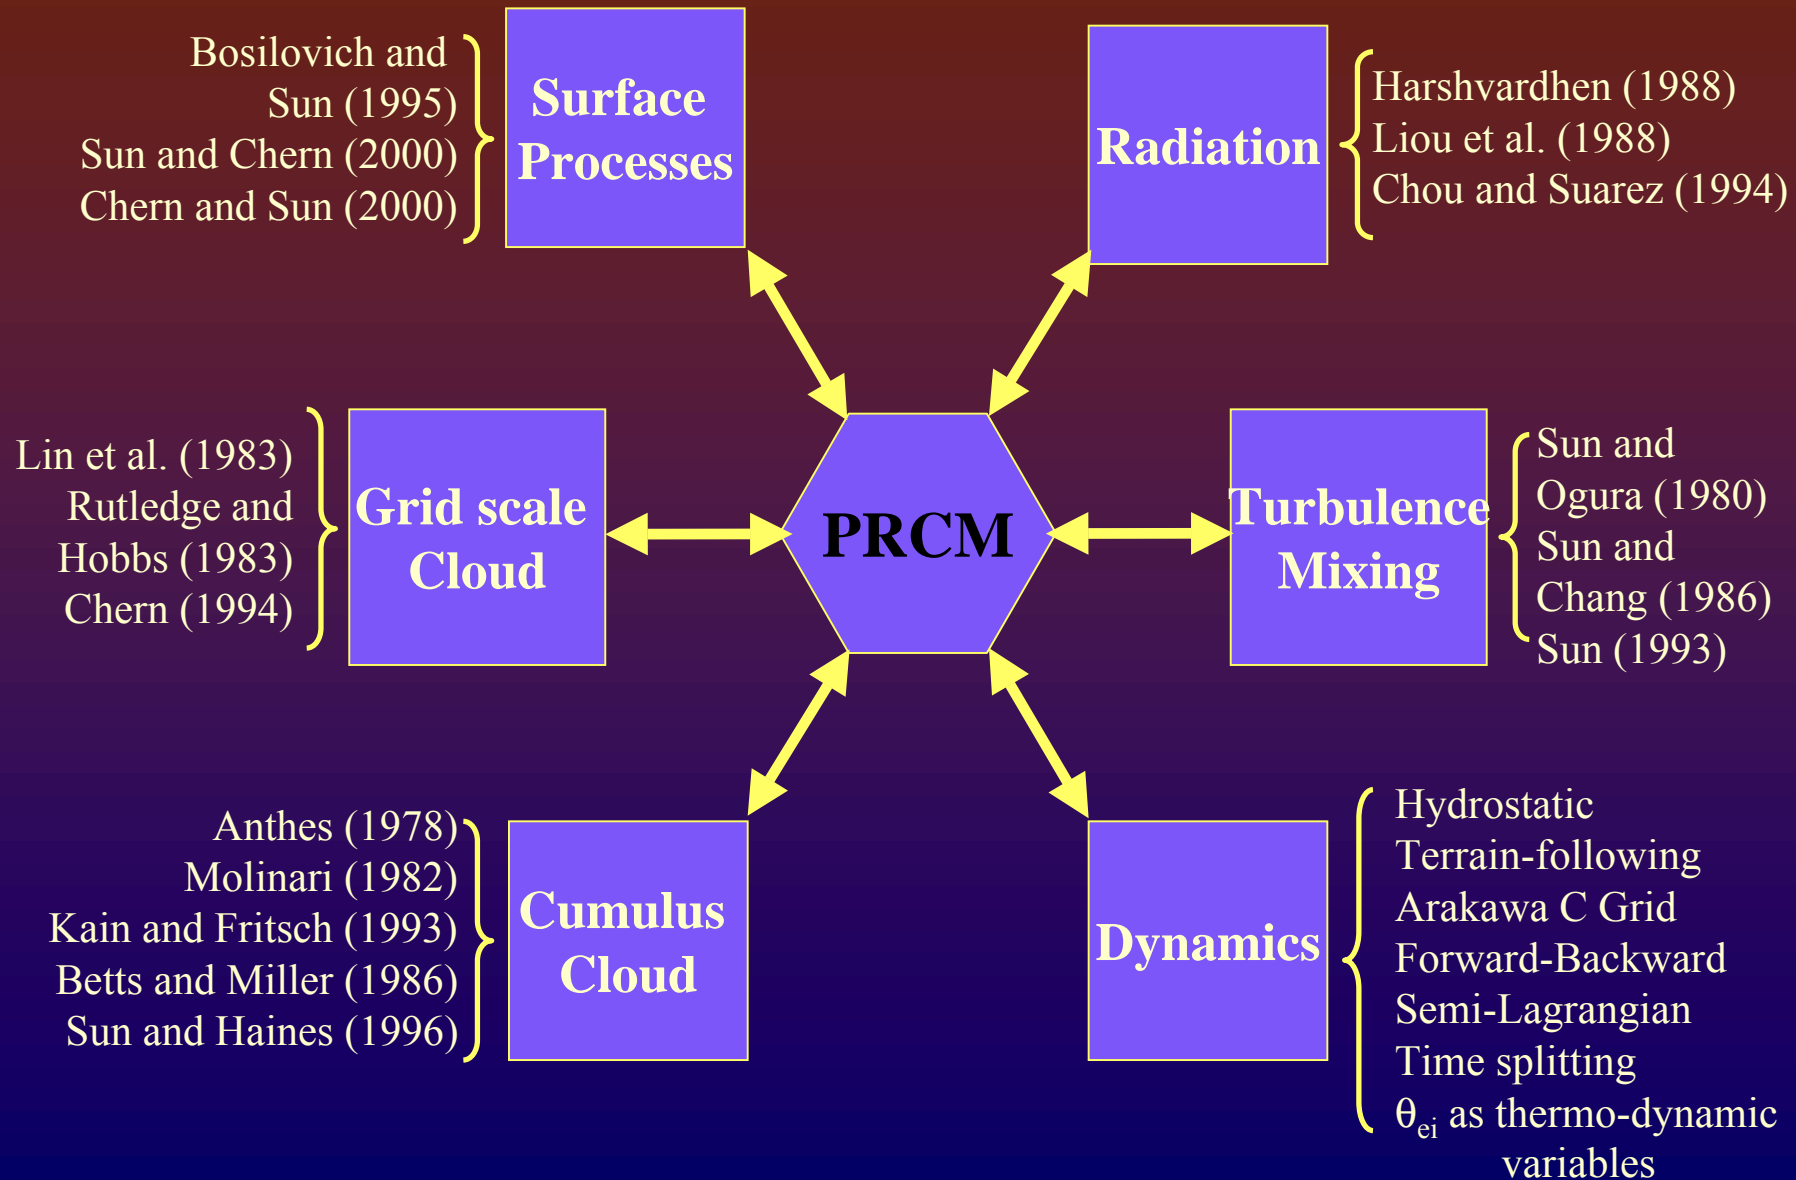 Bosilovich and
Sun (1995)
Sun and Chern (2000)
Chern and Sun (2000)
Surface
Processes
Radiation
Harshvardhen (1988)
Liou et al. (1988)
Chou and Suarez (1994)
Lin et al. (1983)
Rutledge and
Hobbs (1983)
Chern (1994)
Grid scale
Cloud
PRCM
Turbulence
Mixing
Sun and
Ogura (1980)
Sun and
Chang (1986)
Sun (1993)
Anthes (1978)
Molinari (1982)
Kain and Fritsch (1993)
Betts and Miller (1986)
Sun and Haines (1996)
Cumulus
Cloud
Dynamics
Hydrostatic
Terrain-following
Arakawa C Grid
Forward-Backward
Semi-Lagrangian
Time splitting
θei as thermo-dynamic
variables